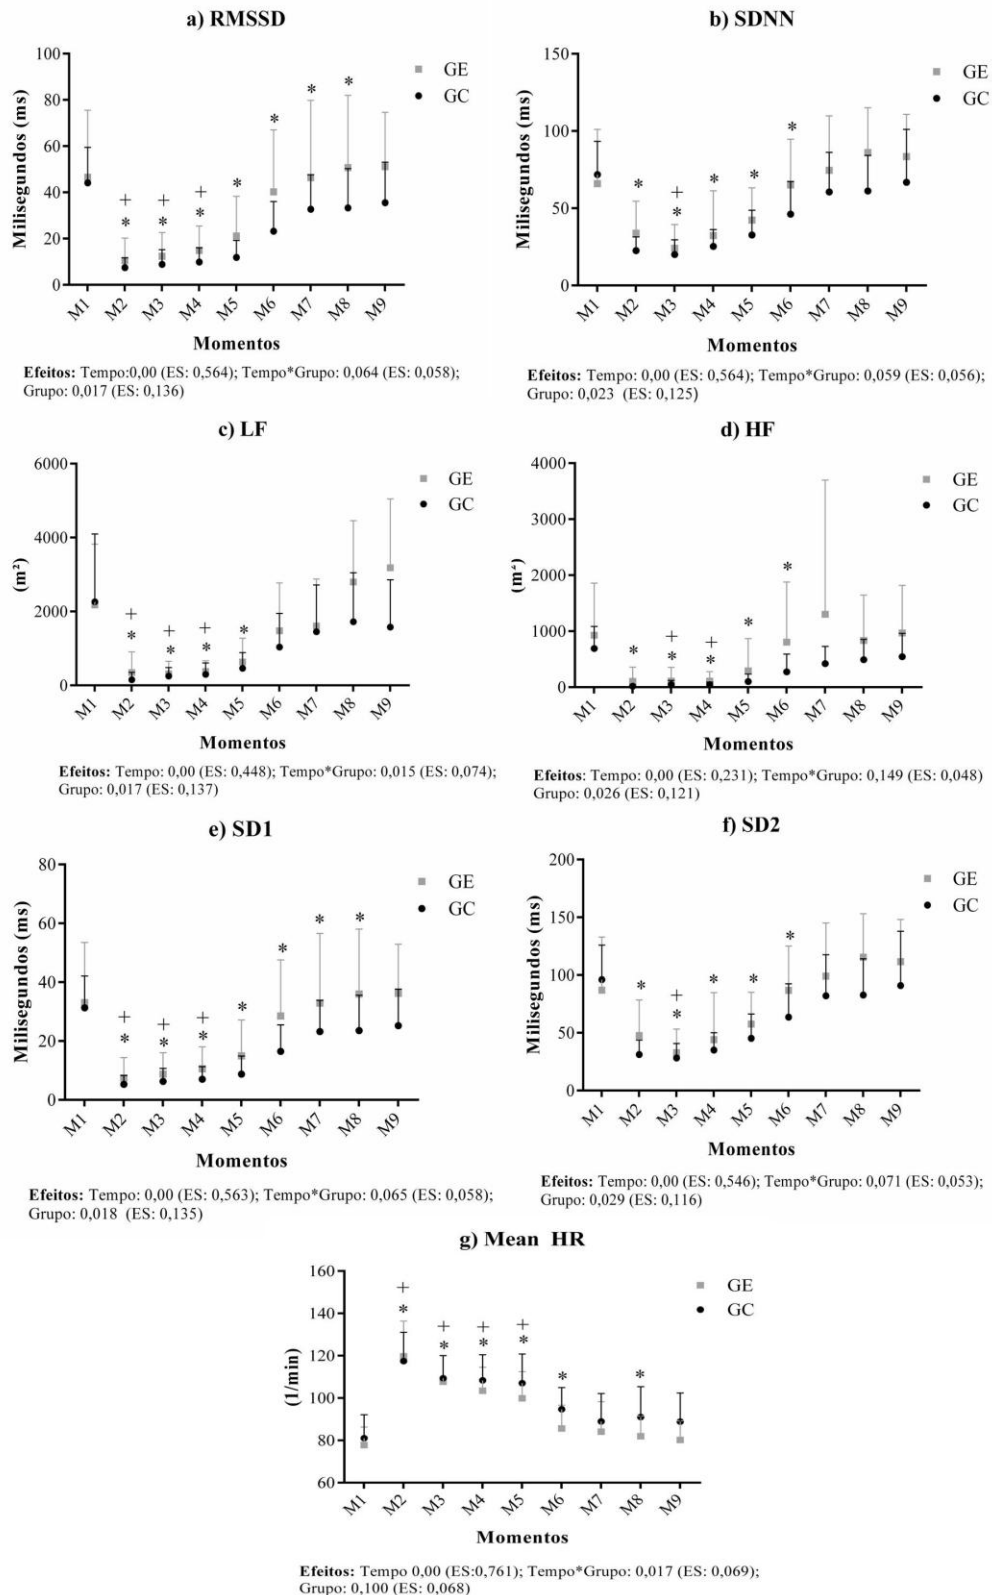 a) RMSSD
100
80
60
40
20
0
Milisegundos (ms)
GE
GC
+ + +
* * * * * * *
M1 M2 M3 M4 M5 M6 M7 M8 M9
Momentos
Efeitos: Tempo:0,00 (ES: 0,564); Tempo*Grupo: 0,064 (ES: 0,058);
Grupo: 0,017 (ES: 0,136)
b) SDNN
150
100
50
0
Milisegundos (ms)
GE
GC
+
* * * * *
M1 M2 M3 M4 M5 M6 M7 M8 M9
Momentos
Efeitos: Tempo: 0,00 (ES: 0,564); Tempo*Grupo: 0,059 (ES: 0,056);
Grupo: 0,023 (ES: 0,125)
c) LF
6000
4000
2000
0
(m²)
GE
GC
+ + +
* * * *
M1 M2 M3 M4 M5 M6 M7 M8 M9
Momentos
Efeitos: Tempo: 0,00 (ES: 0,448); Tempo*Grupo: 0,015 (ES: 0,074);
Grupo: 0,017 (ES: 0,137)
d) HF
4000
3000
2000
1000
0
GE
GC
+ +
* * * * *
M1 M2 M3 M4 M5 M6 M7 M8 M9
Momentos
Efeitos: Tempo: 0,00 (ES: 0,231); Tempo*Grupo: 0,149 (ES: 0,048)
Grupo: 0,026 (ES: 0,121)
e) SD1
80
60
40
20
0
Milisegundos (ms)
GE
GC
+ + +
* * * * * * *
M1 M2 M3 M4 M5 M6 M7 M8 M9
Momentos
Efeitos: Tempo: 0,00 (ES: 0,563); Tempo*Grupo: 0,065 (ES: 0,058);
Grupo: 0,018 (ES: 0,135)
f) SD2
200
150
100
50
0
Milisegundos (ms)
GE
GC
+
* * * * *
M1 M2 M3 M4 M5 M6 M7 M8 M9
Momentos
Efeitos: Tempo: 0,00 (ES: 0,546); Tempo*Grupo: 0,071 (ES: 0,053);
Grupo: 0,029 (ES: 0,116)
g) Mean HR
160
140
120
100
80
60
(1/min)
GE
GC
+ + + +
* * * * * *
M1 M2 M3 M4 M5 M6 M7 M8 M9
Momentos
Efeitos: Tempo 0,00 (ES:0,761); Tempo*Grupo: 0,017 (ES: 0,069);
Grupo: 0,100 (ES: 0,068)